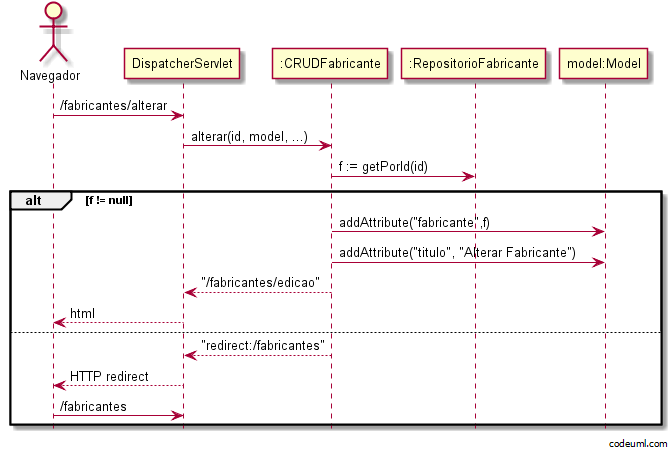 Navegador
DispatcherServlet
:CRUDFabricante
:RepositorioFabricante
model:Model
/fabricantes/alterar
alterar(id, model, ...)
f := getPorId(id)
alt
[f != null]
addAttribute("fabricante",f)
addAttribute("titulo", "Alterar Fabricante")
"/fabricantes/edicao"
html
"redirect:/fabricantes"
HTTP redirect
/fabricantes
codeuml.com